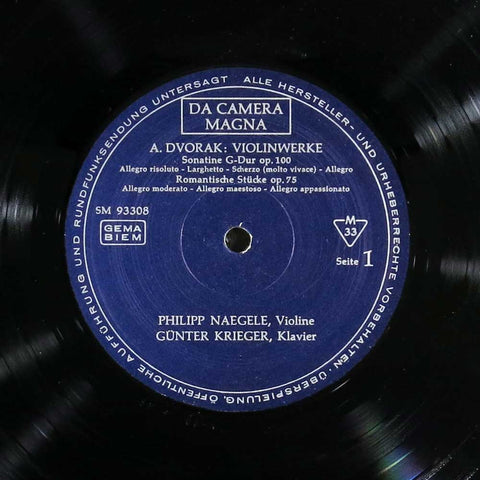 ALLE HERSTELLER- UND URHEBERRECHTE VORBEHALTEN. ÜBERSPIELUNG, ÖFFENTLICHE AUFFÜHRUNG UND RUNDFUNKSENDUNG UNTERSAGT
DA CAMERA
MAGNA
A. DVORAK: VIOLINWERKE
Sonatine G-Dur op. 100
Allegro risoluto - Larghetto - Scherzo (molto vivace) - Allegro
Romantische Stücke op. 75
Allegro moderato - Allegro maestoso - Allegro appassionato
SM 93308
GEMA
BIEM
M
33
Seite 1
PHILIPP NAEGELE, Violine
GÜNTER KRIEGER, Klavier